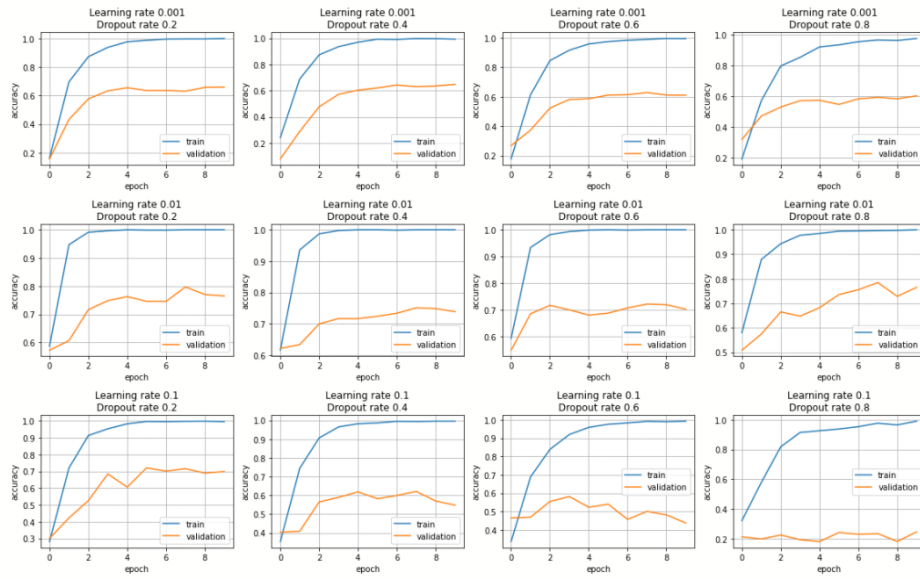 Learning rate 0.001
Dropout rate 0.2
accuracy
1.0
0.8
0.6
0.4
0.2
train
validation
0 2 4 6 8
epoch
Learning rate 0.001
Dropout rate 0.4
accuracy
1.0
0.8
0.6
0.4
0.2
train
validation
0 2 4 6 8
epoch
Learning rate 0.001
Dropout rate 0.6
accuracy
1.0
0.8
0.6
0.4
0.2
train
validation
0 2 4 6 8
epoch
Learning rate 0.001
Dropout rate 0.8
accuracy
1.0
0.8
0.6
0.4
0.2
train
validation
0 2 4 6 8
epoch
Learning rate 0.01
Dropout rate 0.2
accuracy
1.0
0.9
0.8
0.7
0.6
train
validation
0 2 4 6 8
epoch
Learning rate 0.01
Dropout rate 0.4
accuracy
1.0
0.9
0.8
0.7
0.6
train
validation
0 2 4 6 8
epoch
Learning rate 0.01
Dropout rate 0.6
accuracy
1.0
0.9
0.8
0.7
0.6
train
validation
0 2 4 6 8
epoch
Learning rate 0.01
Dropout rate 0.8
accuracy
1.0
0.9
0.8
0.7
0.6
0.5
train
validation
0 2 4 6 8
epoch
Learning rate 0.1
Dropout rate 0.2
accuracy
1.0
0.9
0.8
0.7
0.6
0.5
0.4
0.3
train
validation
0 2 4 6 8
epoch
Learning rate 0.1
Dropout rate 0.4
accuracy
1.0
0.9
0.8
0.7
0.6
0.5
0.4
train
validation
0 2 4 6 8
epoch
Learning rate 0.1
Dropout rate 0.6
accuracy
1.0
0.9
0.8
0.7
0.6
0.5
0.4
train
validation
0 2 4 6 8
epoch
Learning rate 0.1
Dropout rate 0.8
accuracy
1.0
0.8
0.6
0.4
0.2
train
validation
0 2 4 6 8
epoch